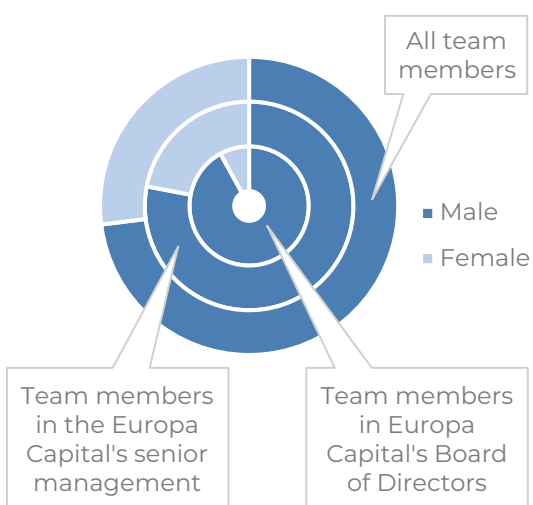 All team
members
Male
Female
Team members
in the Europa
Capital's senior
management
Team members
in Europa
Capital's Board
of Directors